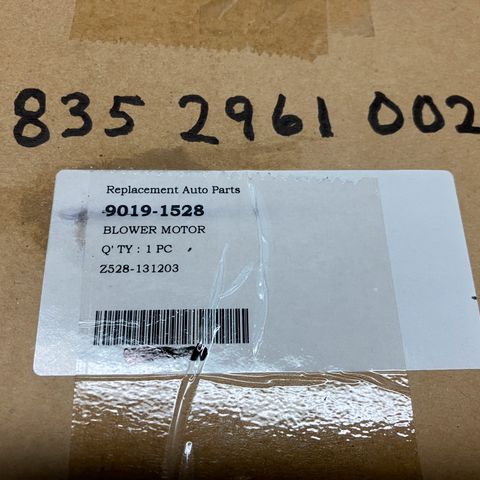 835 2961 002
Replacement Auto Parts
9019-1528
BLOWER MOTOR
Q' TY : 1 PC
Z528-131203